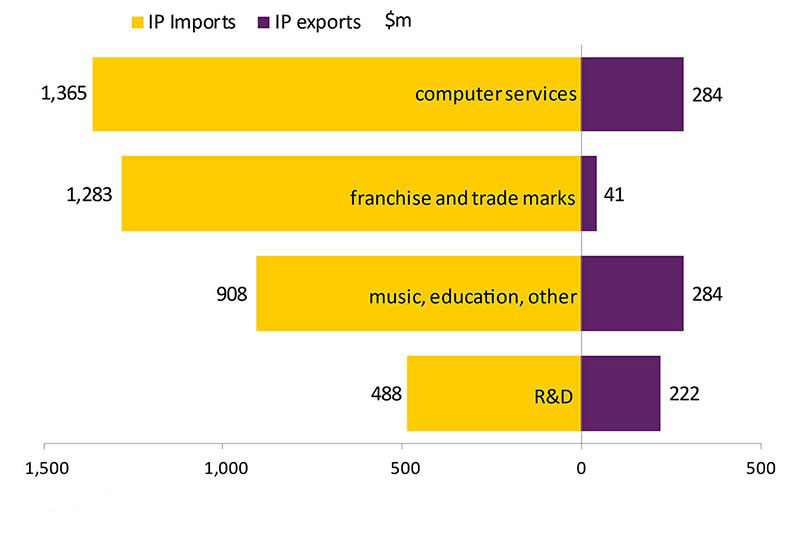 IP Imports IP exports $m
1,365 computer services 284
1,283 franchise and trade marks 41
908 music, education, other 284
488 R&D 222
1,500 1,000 500 0 500